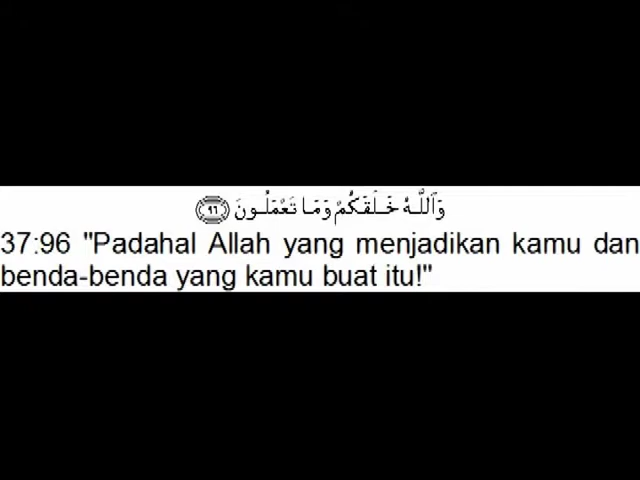 وَٱللَّهُ خَلَقَكُمْ وَمَا تَعْمَلُونَ ﴿٩٦﴾
37:96 "Padahal Allah yang menjadikan kamu dan
benda-benda yang kamu buat itu!"